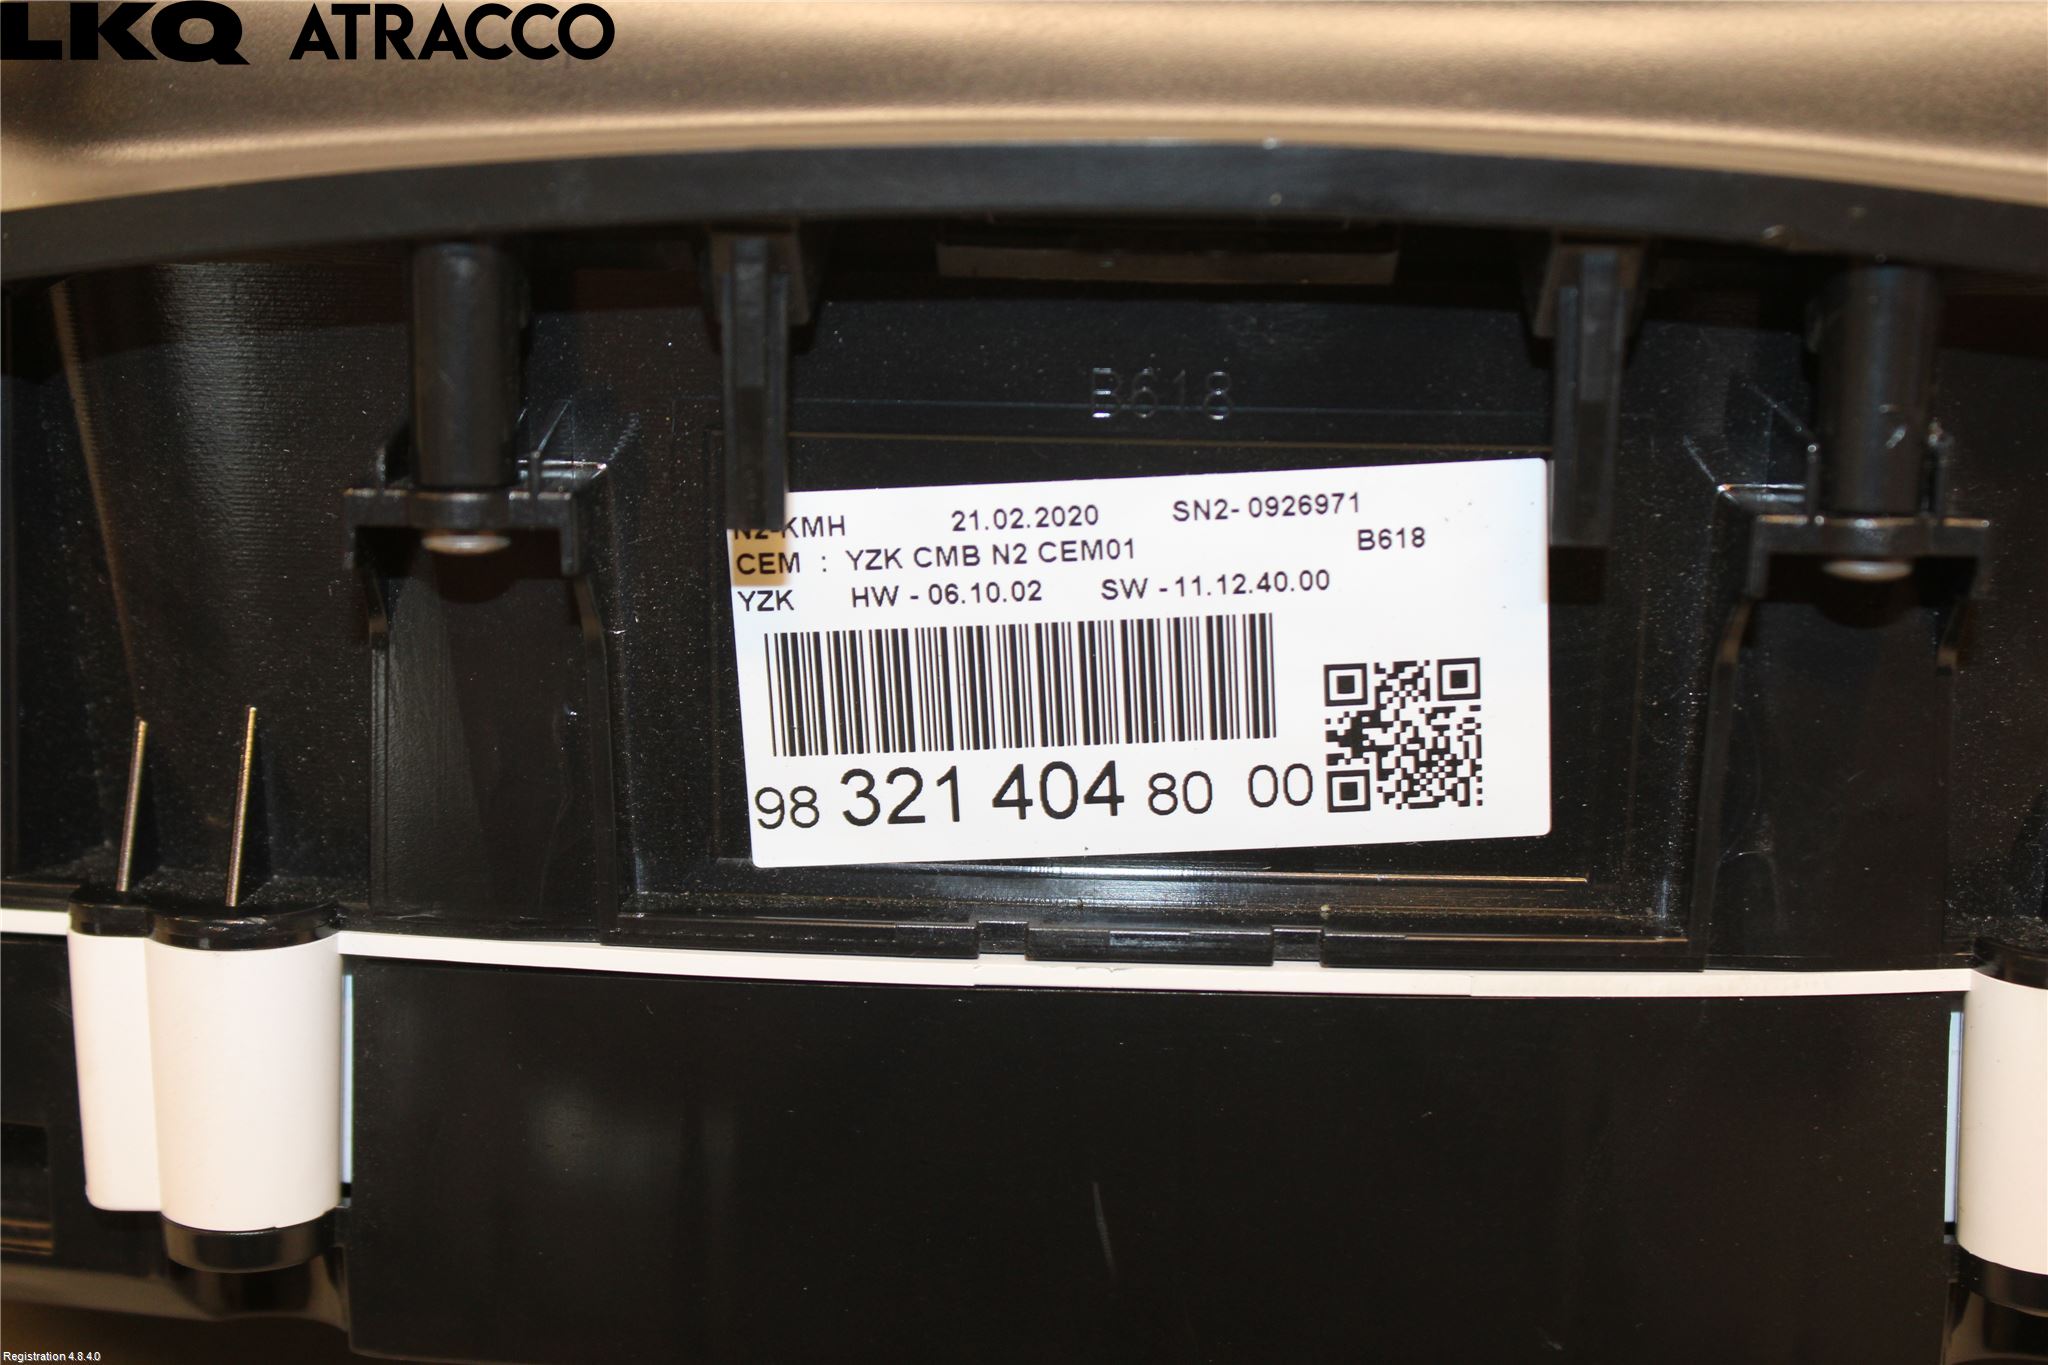 LKQ ATRACCO
B618
N2-KMH 21.02.2020 SN2- 0926971
CEM : YZK CMB N2 CEM01 B618
YZK HW - 06.10.02 SW - 11.12.40.00
98 321 404 80 00
Registration 4.8.4.0